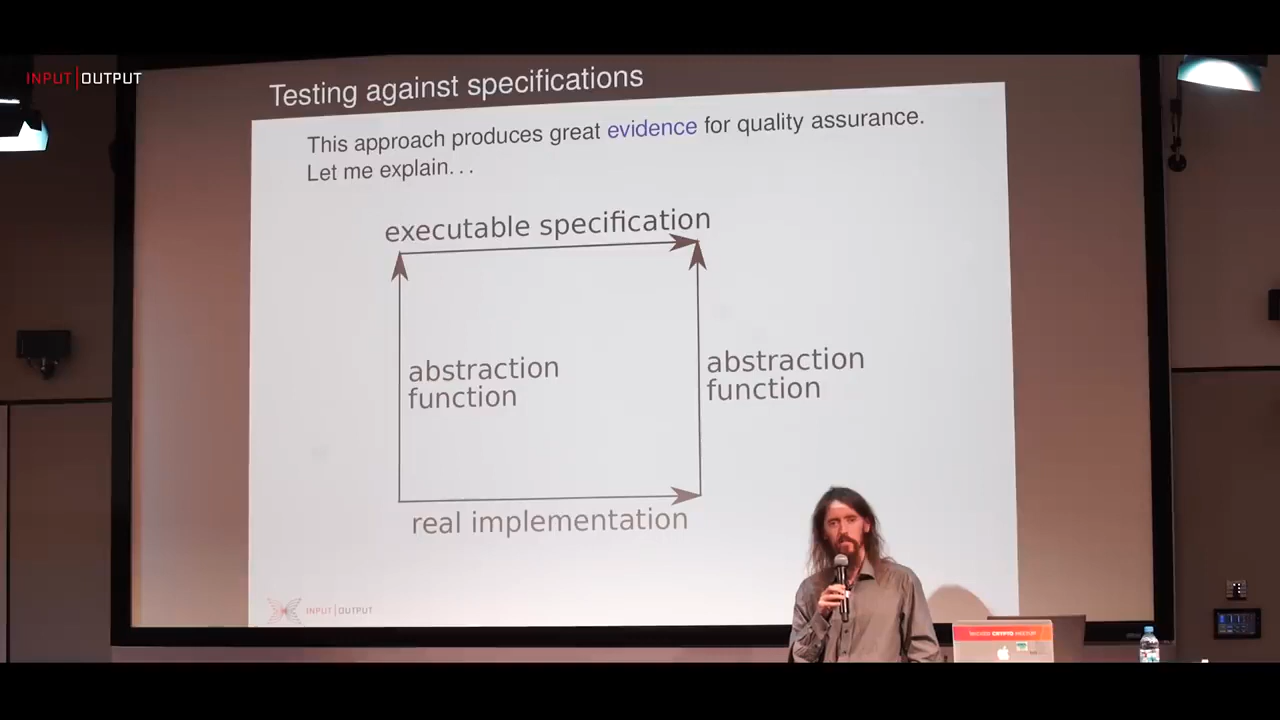 INPUT|OUTPUT
Testing against specifications
This approach produces great evidence for quality assurance.
Let me explain. . .
executable specification
abstraction
function
abstraction
function
real implementation
INPUT|OUTPUT